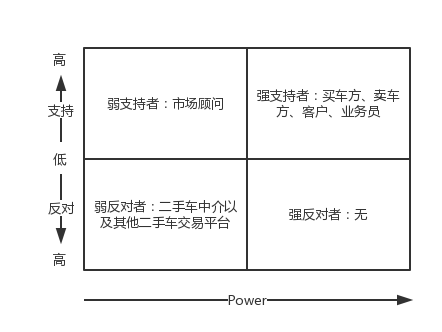 高
支持
低
反对
高
弱支持者：市场顾问
强支持者：买车方、卖车
方、客户、业务员
弱反对者：二手车中介以
及其他二手车交易平台
强反对者：无
Power